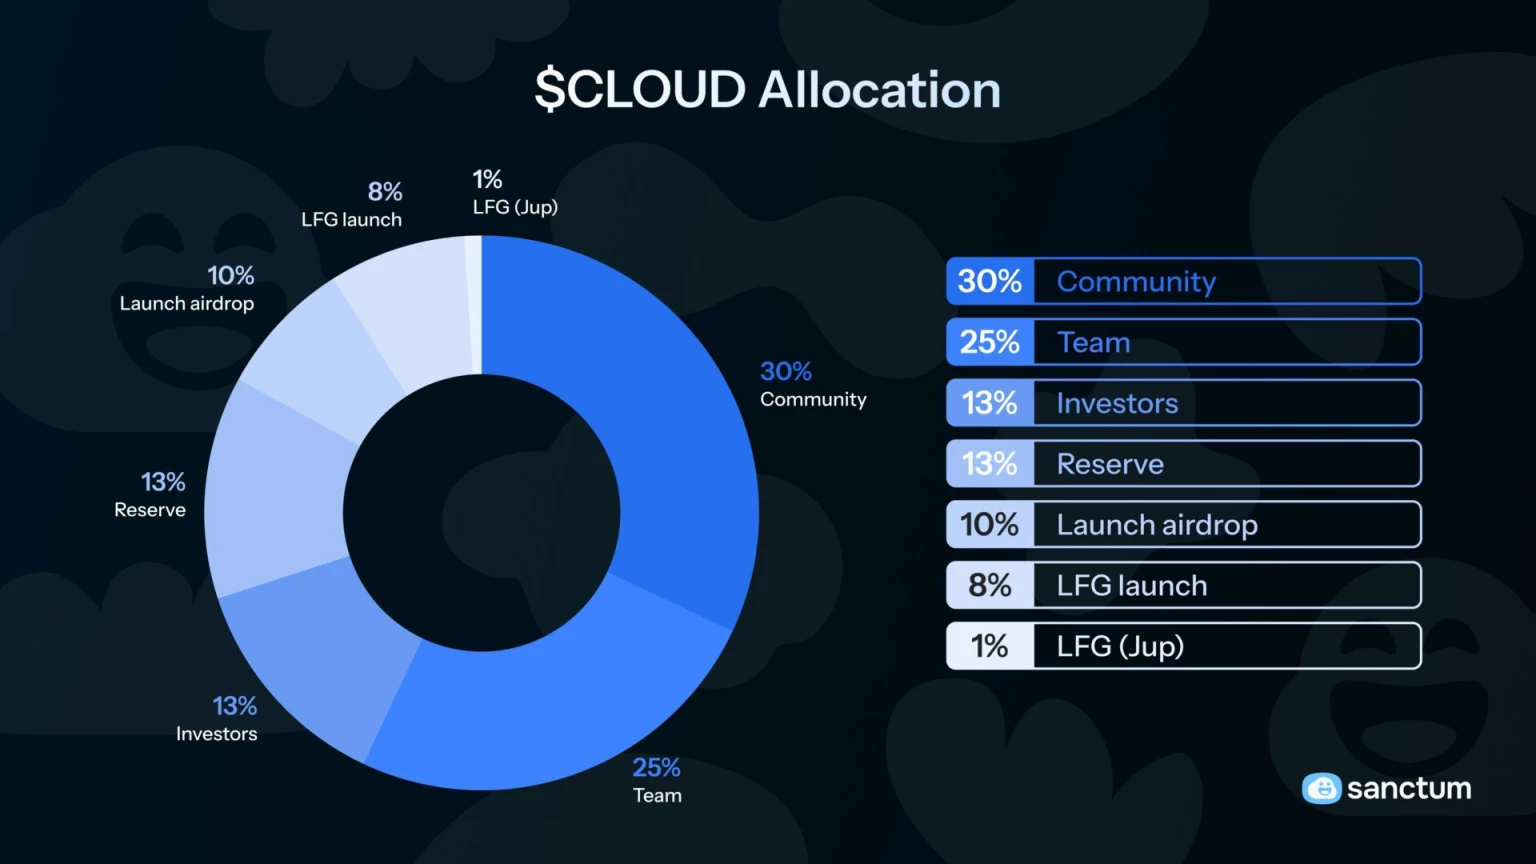 $CLOUD Allocation
1%
LFG (Jup)
8%
LFG launch
10%
Launch airdrop
30%
Community
13%
Reserve
13%
Investors
25%
Team
30% Community
25% Team
13% Investors
13% Reserve
10% Launch airdrop
8% LFG launch
1% LFG (Jup)
sanctum